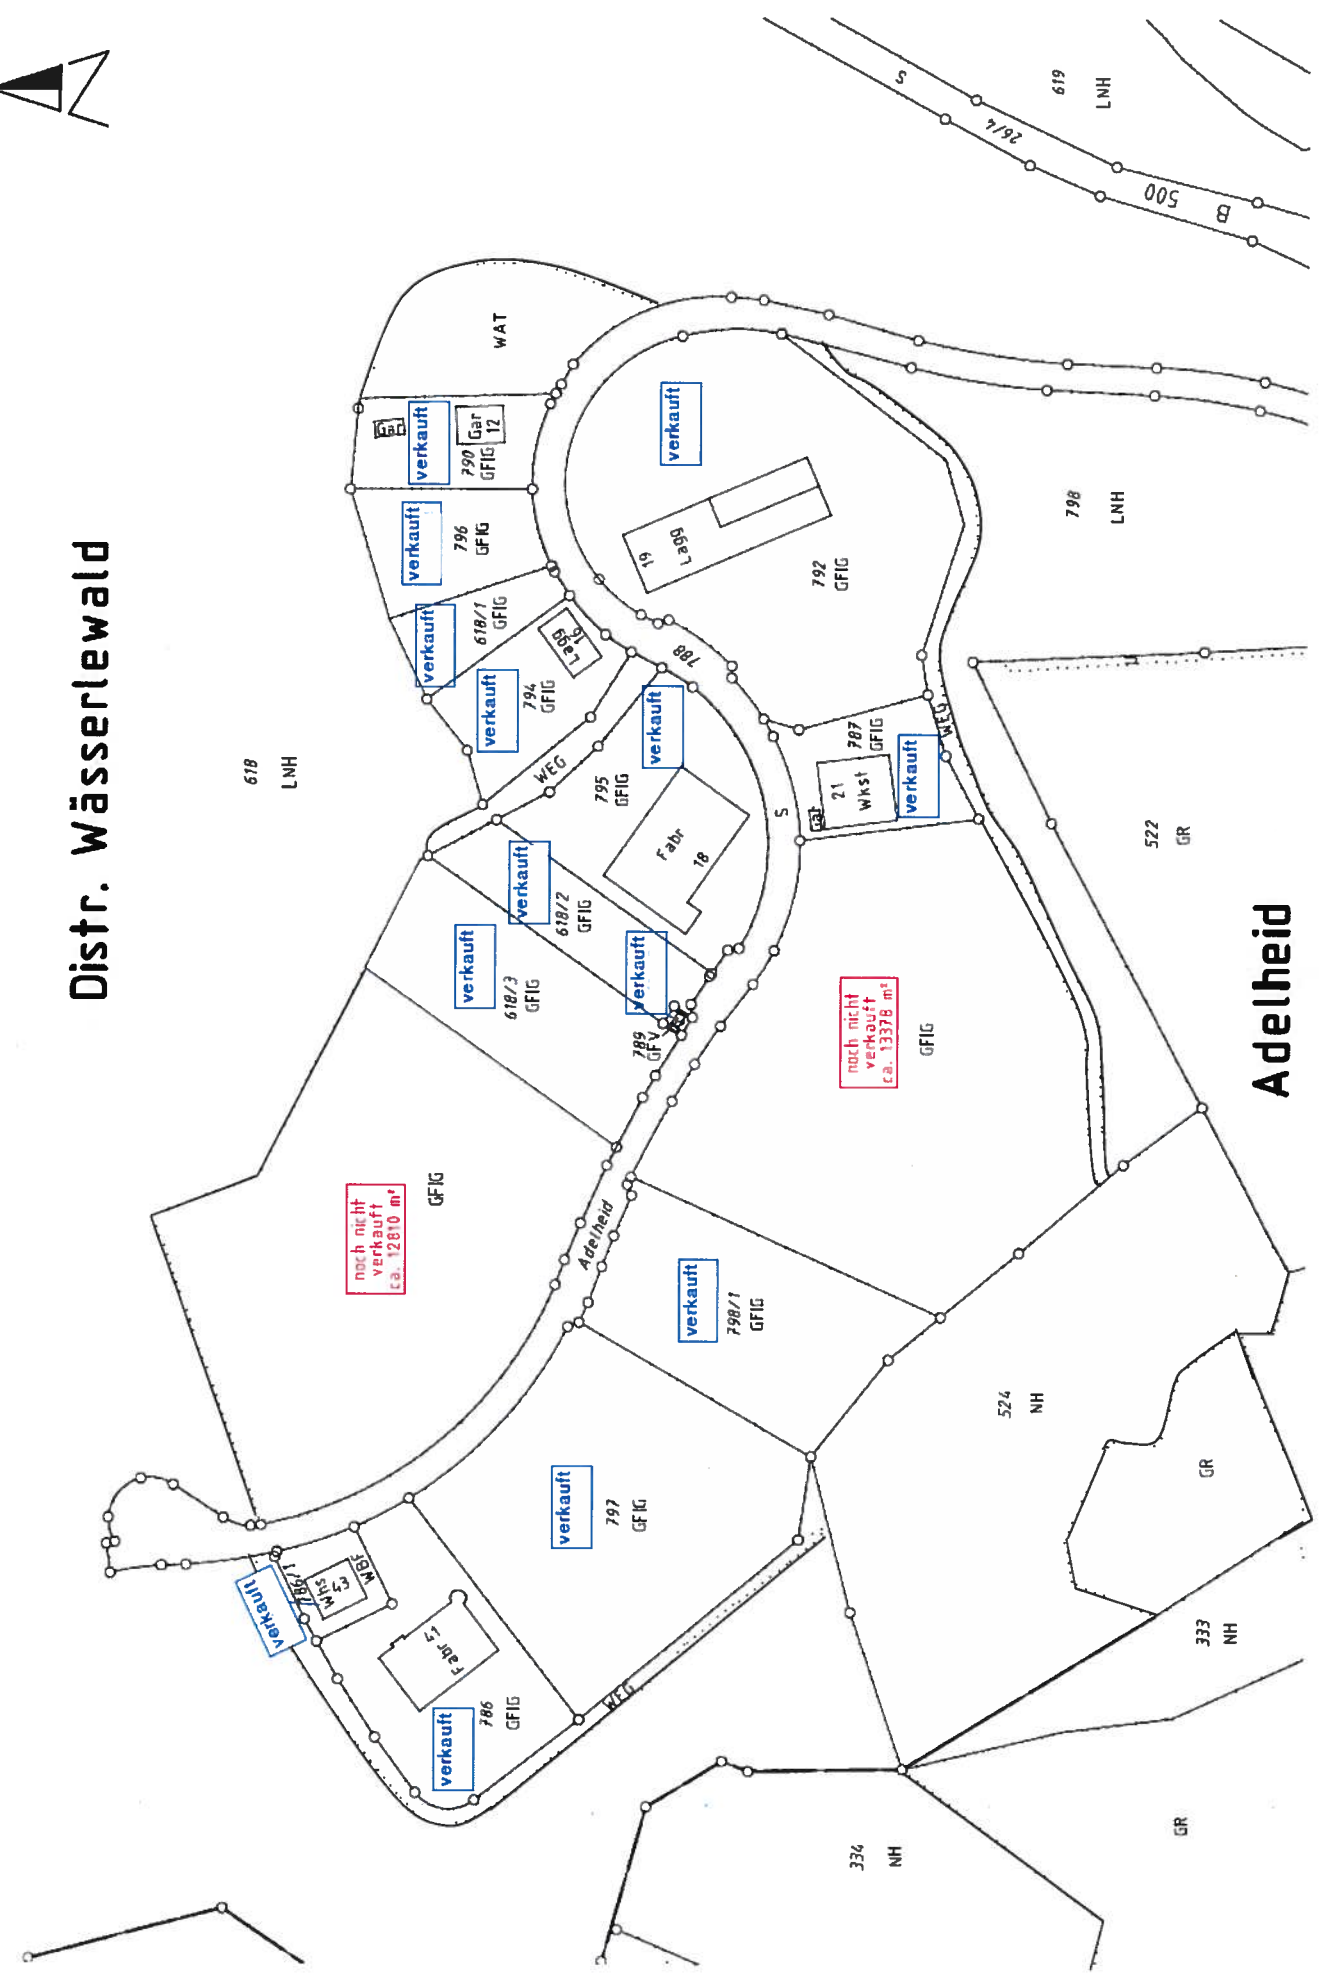 Distr. Wässerlewald
Adelheid
618
LNH
WAT
Gar
verkauft
Gar
12
790
GFIG
verkauft
796
GFIG
verkauft
618/1
GFIG
verkauft
794
GFIG
Lagg
16
WEG
verkauft
795
GFIG
Fabr
18
verkauft
618/2
GFIG
verkauft
verkauft
618/3
GFIG
789
GFV
noch nicht
verkauft
ca. 12810 m²
GFIG
Adelheid
788
S
verkauft
19
Lagg
792
GFIG
787
GFIG
21
Wkst
verkauft
WEG
noch nicht
verkauft
ca. 13378 m²
GFIG
verkauft
798/1
GFIG
verkauft
797
GFIG
verkauft
786/1
Whs
43
WBF
Fabr 41
verkauft
786
GFIG
WEG
S
26/4
619
LNH
B
500
798
LNH
522
GR
524
NH
GR
333
NH
334
NH
GR